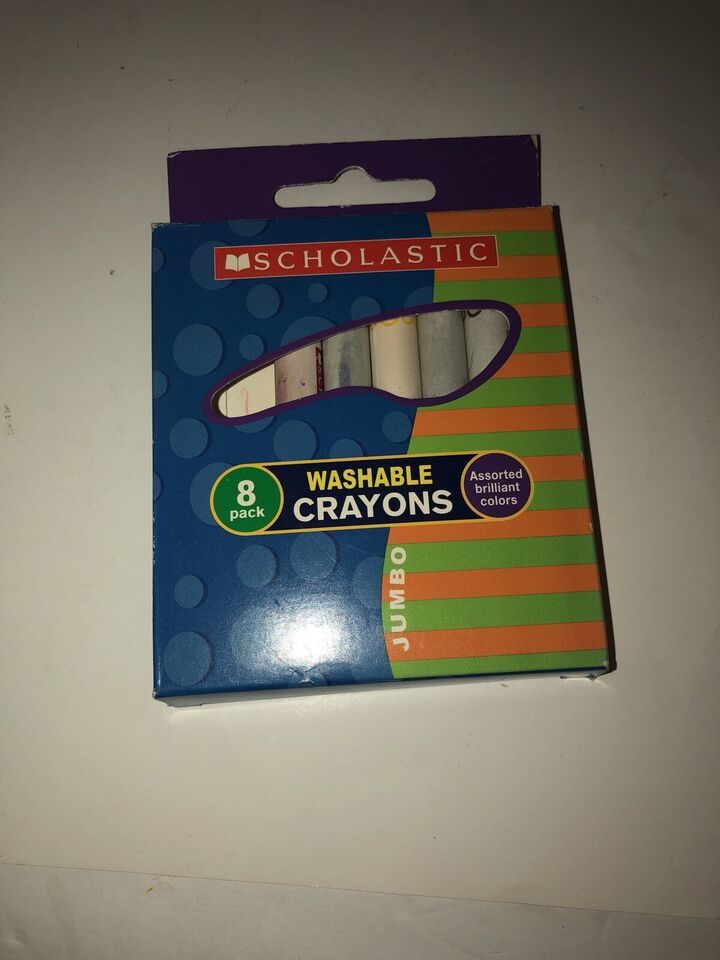 SCHOLASTIC
8
pack
WASHABLE
CRAYONS
Assorted
brilliant
colors
JUMBO